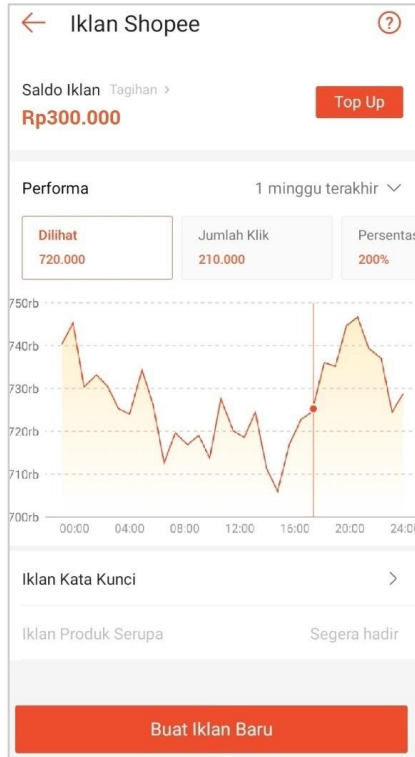 Iklan Shopee
Saldo Iklan Tagihan >
Rp300.000
Top Up
Performa
1 minggu terakhir
Dilihat
720.000
Jumlah Klik
210.000
Persentas
200%
750rb
740rb
730rb
720rb
710rb
700rb
00:00 04:00 08:00 12:00 16:00 20:00 24:00
Iklan Kata Kunci
Iklan Produk Serupa
Segera hadir
Buat Iklan Baru